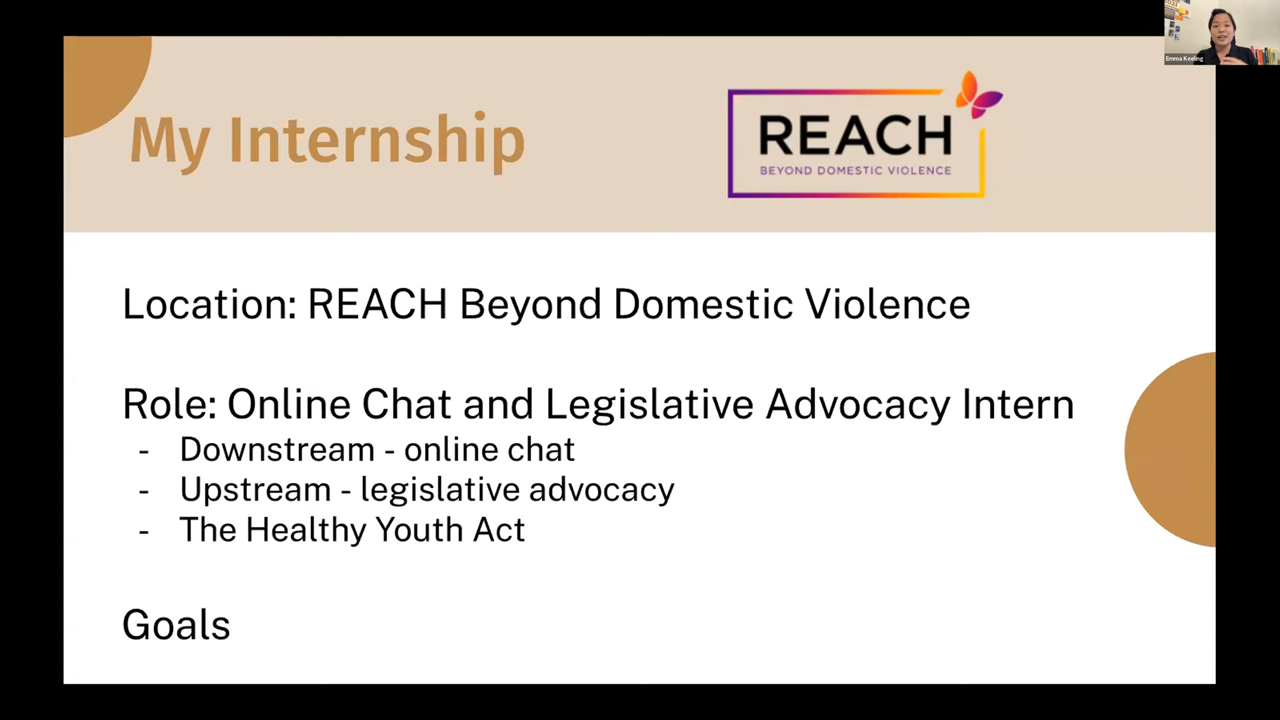 Emma Keeling
My Internship
REACH
BEYOND DOMESTIC VIOLENCE
Location: REACH Beyond Domestic Violence
Role: Online Chat and Legislative Advocacy Intern
- Downstream - online chat
- Upstream - legislative advocacy
- The Healthy Youth Act
Goals